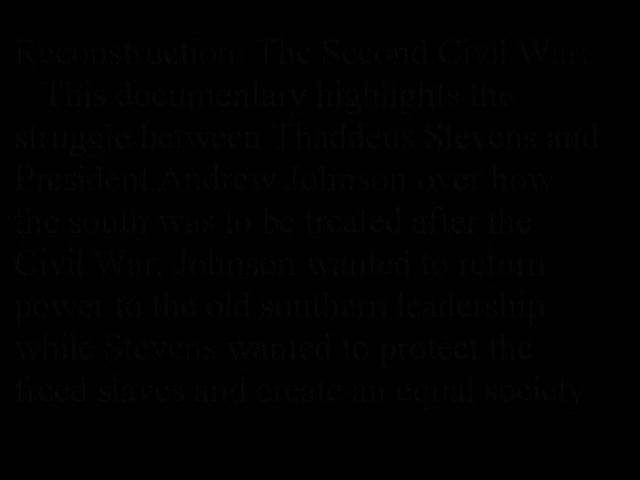 Reconstruction: The Second Civil War:
This documentary highlights the
struggle between Thaddeus Stevens and
President Andrew Johnson over how
the south was to be treated after the
Civil War. Johnson wanted to return
power to the old southern leadership
while Stevens wanted to protect the
freed slaves and create an equal society